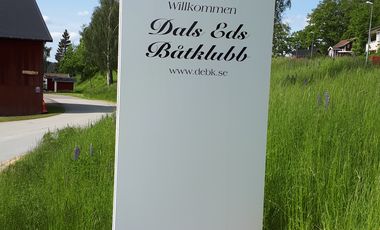 Willkommen
Dals Eds
Båtklubb
www.debk.se